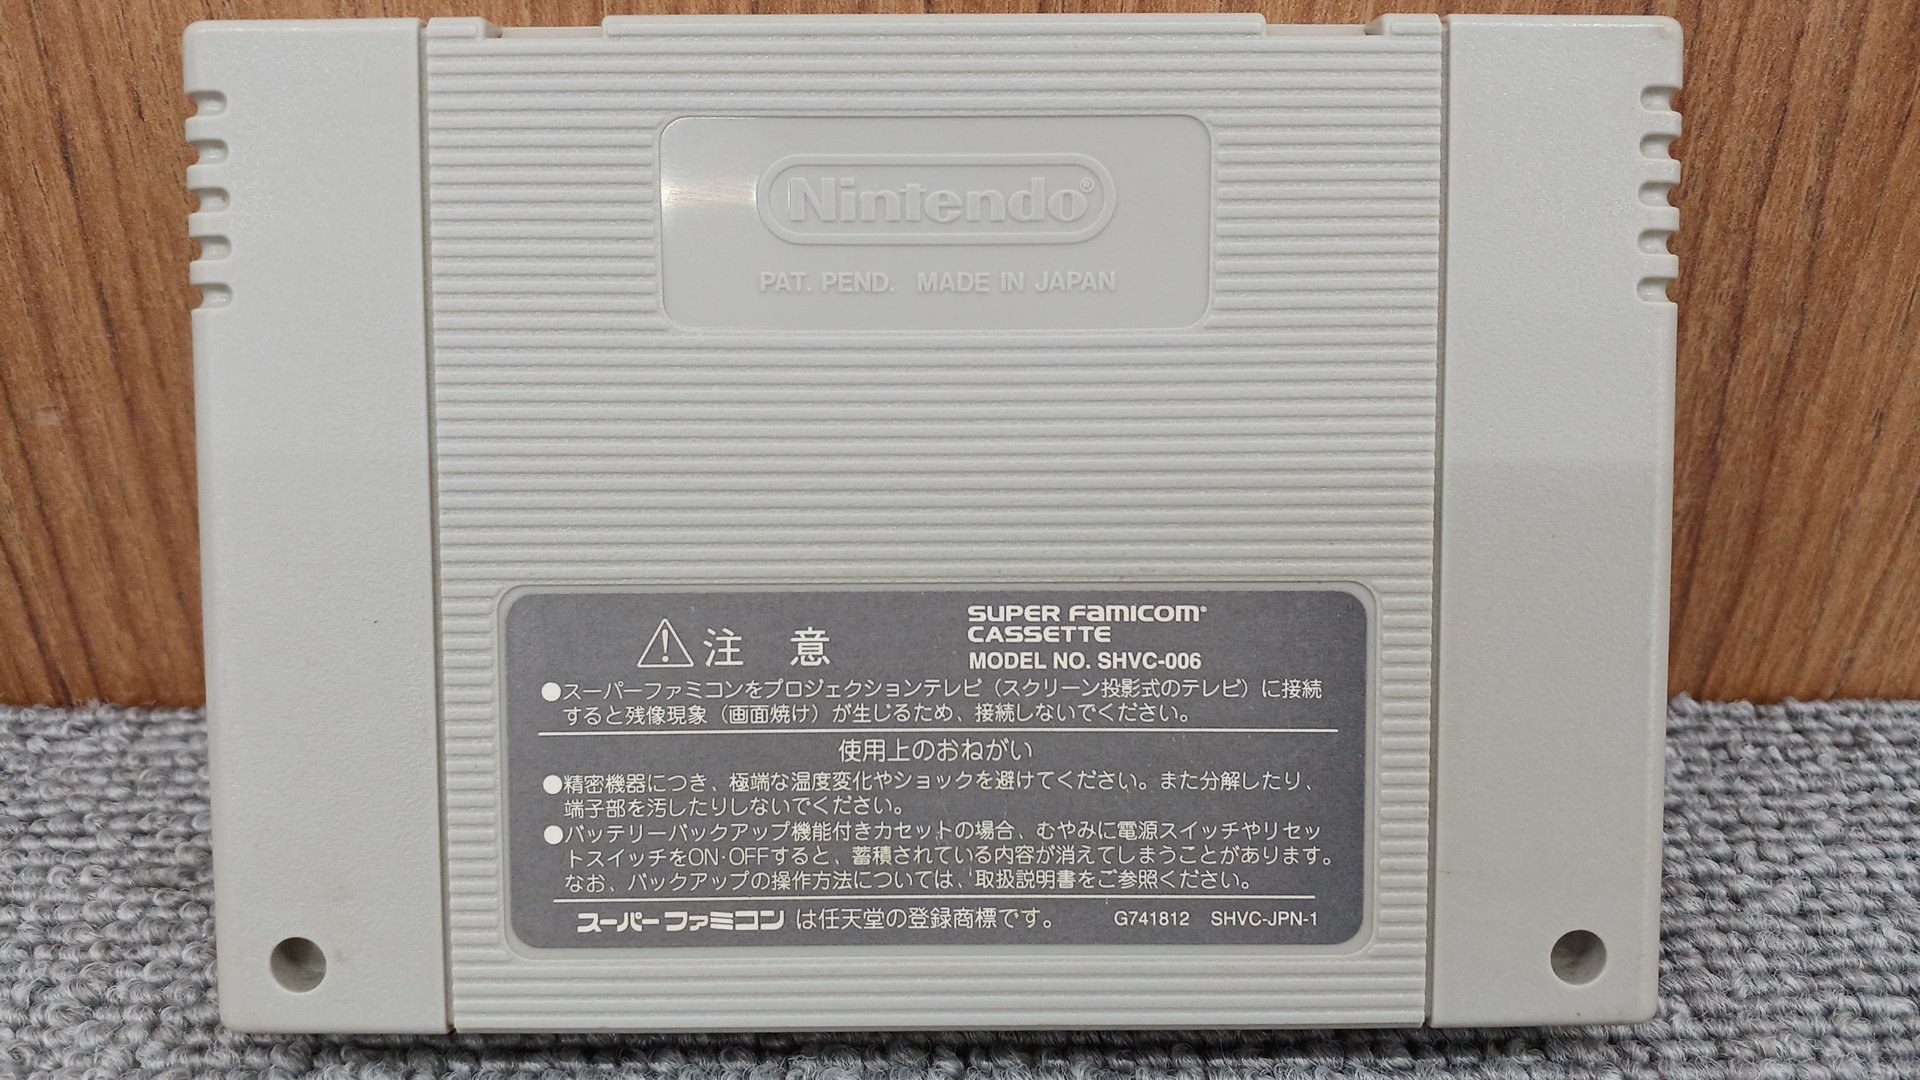 Nintendo®
PAT. PEND. MADE IN JAPAN
注 意
SUPER FAMICOM®
CASSETTE
MODEL NO. SHVC-006
●スーパーファミコンをプロジェクションテレビ（スクリーン投影式のテレビ）に接続
すると残像現象（画面焼け）が生じるため、接続しないでください。
使用上のおねがい
●精密機器につき、極端な温度変化やショックを避けてください。また分解したり、
端子部を汚したりしないでください。
●バッテリーバックアップ機能付きカセットの場合、むやみに電源スイッチやリセッ
トスイッチをON·OFFすると、蓄積されている内容が消えてしまうことがあります。
なお、バックアップの操作方法については、取扱説明書をご参照ください。
スーパーファミコン は任天堂の登録商標です。 G741812 SHVC-JPN-1